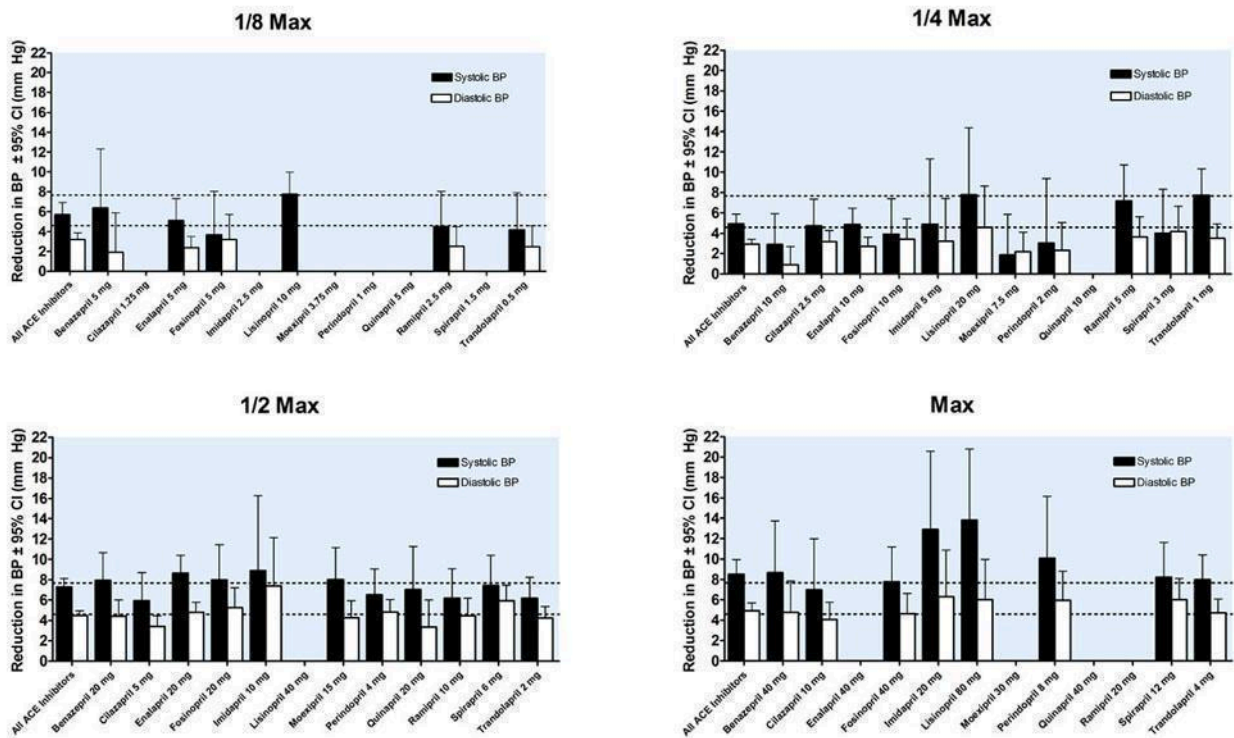 1/8 Max
Reduction in BP ± 95% CI (mm Hg)
22
20
18
16
14
12
10
8
6
4
2
0
Systolic BP
Diastolic BP
All ACE Inhibitors
Benazepril 5 mg
Cilazapril 1.25 mg
Enalapril 5 mg
Fosinopril 5 mg
Imidapril 2.5 mg
Lisinopril 10 mg
Moexipril 3.75 mg
Perindopril 1 mg
Quinapril 5 mg
Ramipril 2.5 mg
Spirapril 1.5 mg
Trandolapril 0.5 mg
1/4 Max
Reduction in BP ± 95% CI (mm Hg)
22
20
18
16
14
12
10
8
6
4
2
0
Systolic BP
Diastolic BP
All ACE Inhibitors
Benazepril 10 mg
Cilazapril 2.5 mg
Enalapril 10 mg
Fosinopril 10 mg
Imidapril 5 mg
Lisinopril 20 mg
Moexipril 7.5 mg
Perindopril 2 mg
Quinapril 10 mg
Ramipril 5 mg
Spirapril 3 mg
Trandolapril 1 mg
1/2 Max
Reduction in BP ± 95% CI (mm Hg)
22
20
18
16
14
12
10
8
6
4
2
0
Systolic BP
Diastolic BP
All ACE Inhibitors
Benazepril 20 mg
Cilazapril 5 mg
Enalapril 20 mg
Fosinopril 20 mg
Imidapril 10 mg
Lisinopril 40 mg
Moexipril 15 mg
Perindopril 4 mg
Quinapril 20 mg
Ramipril 10 mg
Spirapril 6 mg
Trandolapril 2 mg
Max
Reduction in BP ± 95% CI (mm Hg)
22
20
18
16
14
12
10
8
6
4
2
0
Systolic BP
Diastolic BP
All ACE Inhibitors
Benazepril 40 mg
Cilazapril 10 mg
Enalapril 40 mg
Fosinopril 40 mg
Imidapril 20 mg
Lisinopril 80 mg
Moexipril 30 mg
Perindopril 8 mg
Quinapril 40 mg
Ramipril 20 mg
Spirapril 12 mg
Trandolapril 4 mg